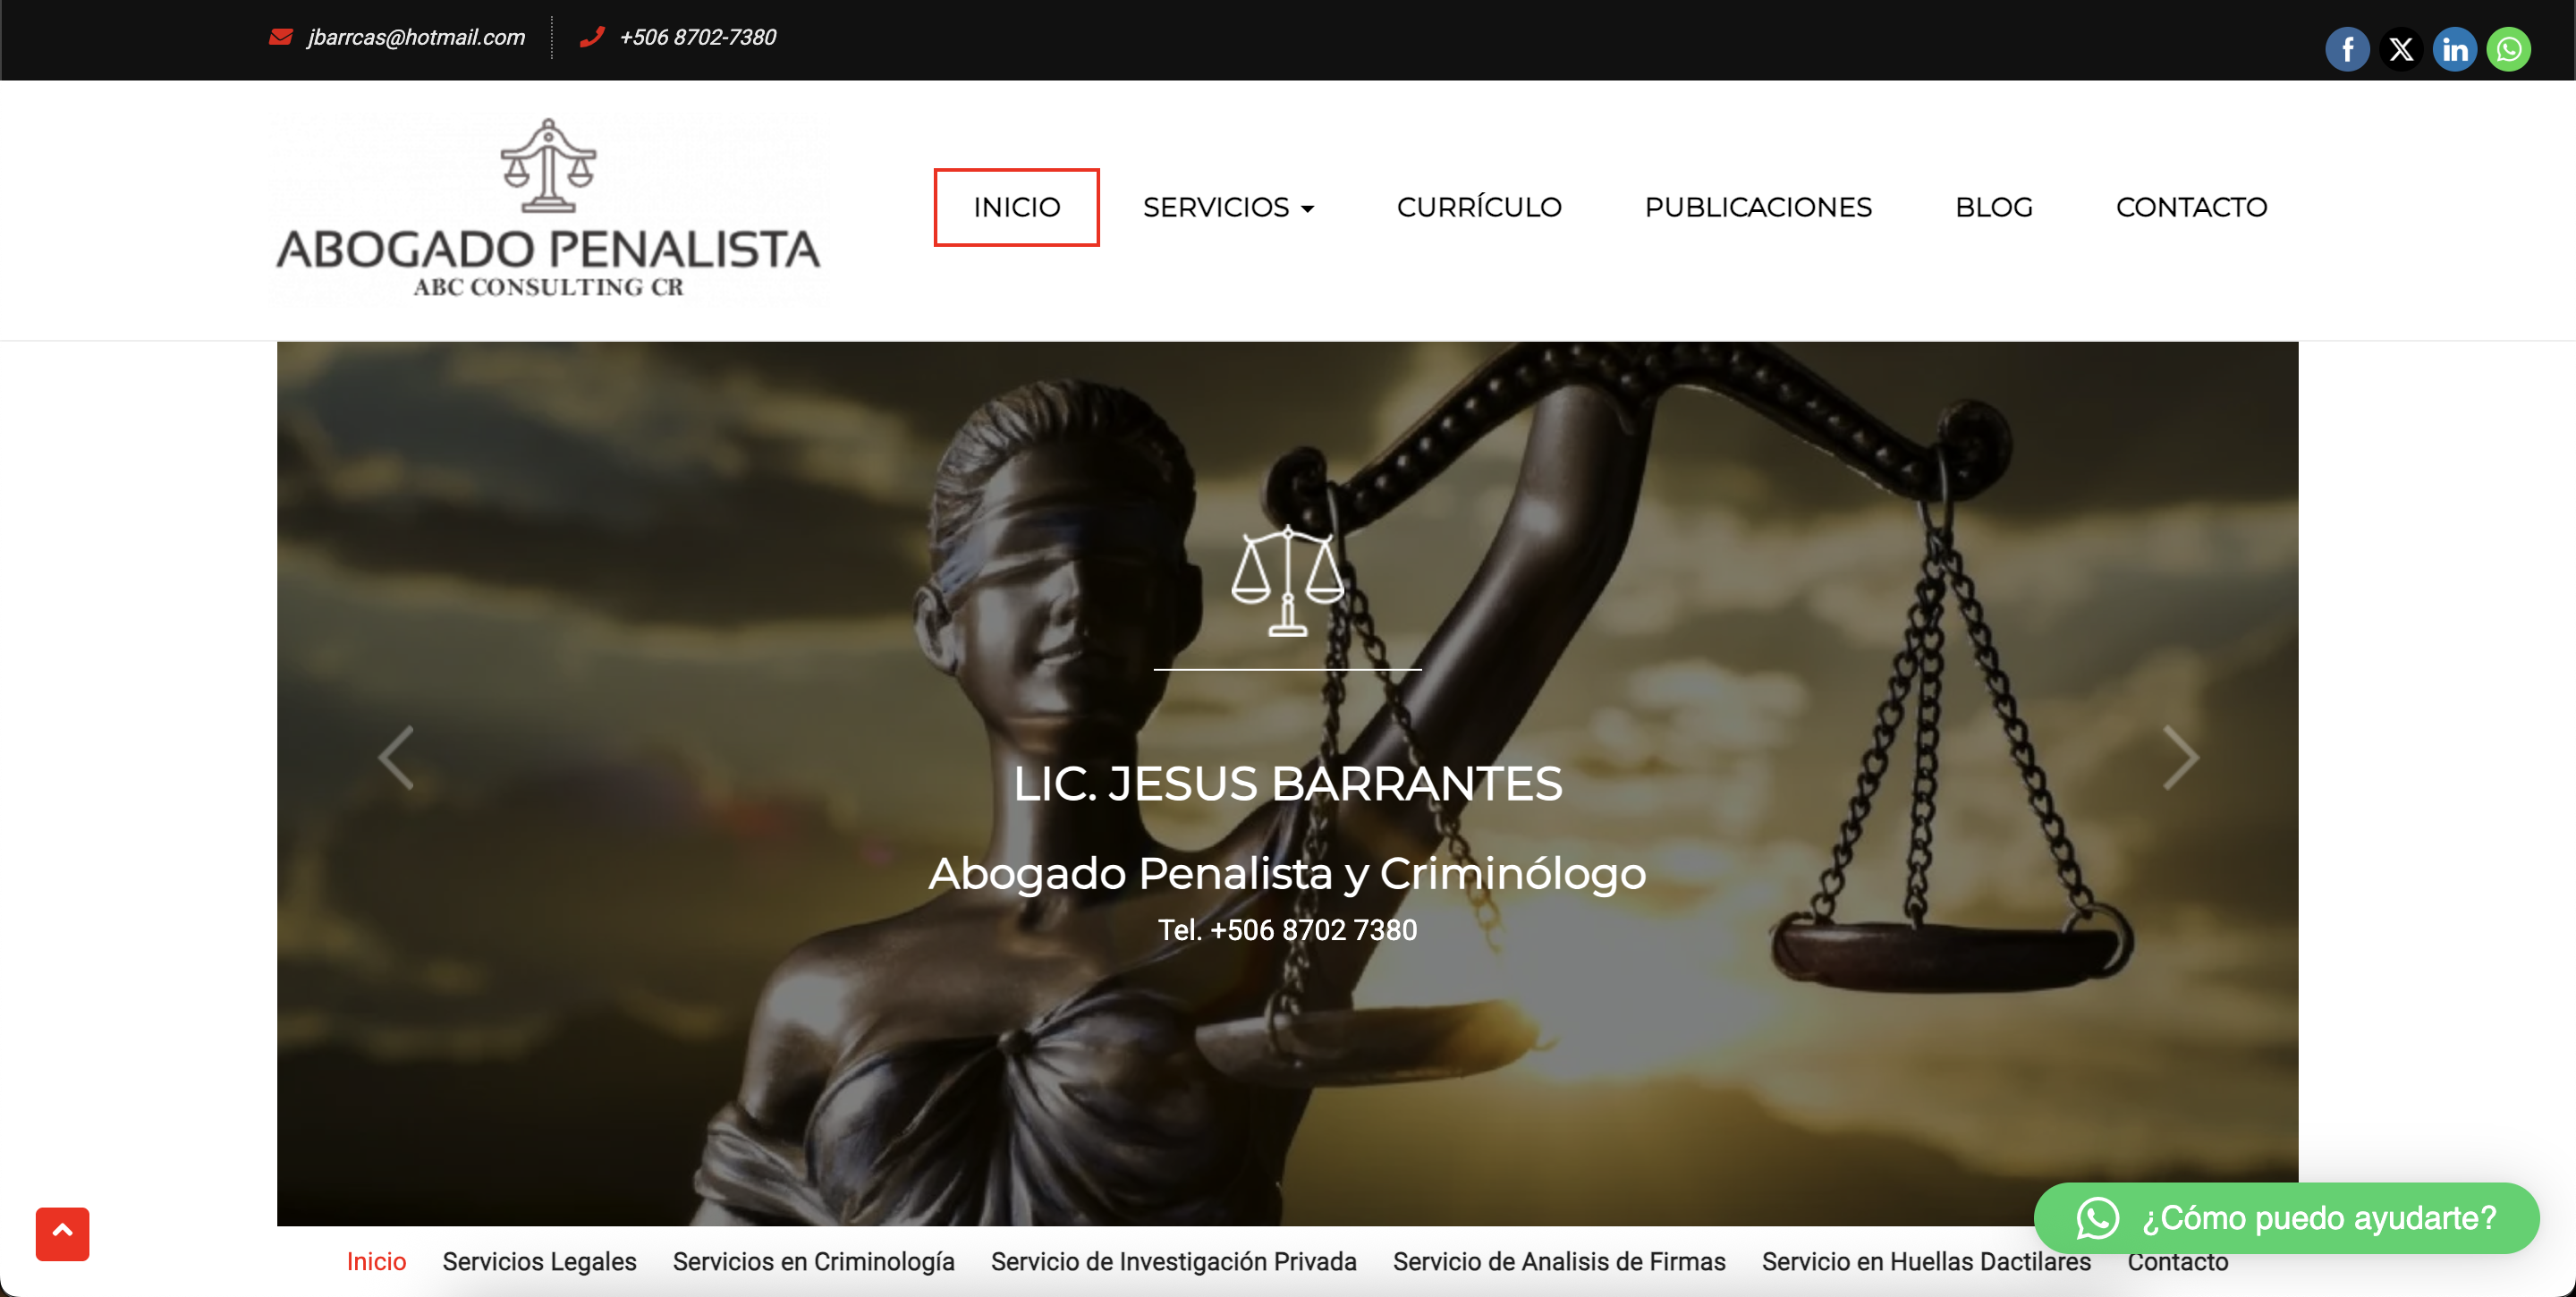 jbarrcas@hotmail.com
+506 8702-7380
ABOGADO PENALISTA
ABC CONSULTING CR
INICIO
SERVICIOS
CURRÍCULO
PUBLICACIONES
BLOG
CONTACTO
LIC. JESUS BARRANTES
Abogado Penalista y Criminólogo
Tel. +506 8702 7380
¿Cómo puedo ayudarte?
Inicio
Servicios Legales
Servicios en Criminología
Servicio de Investigación Privada
Servicio de Analisis de Firmas
Servicio en Huellas Dactilares
Contacto